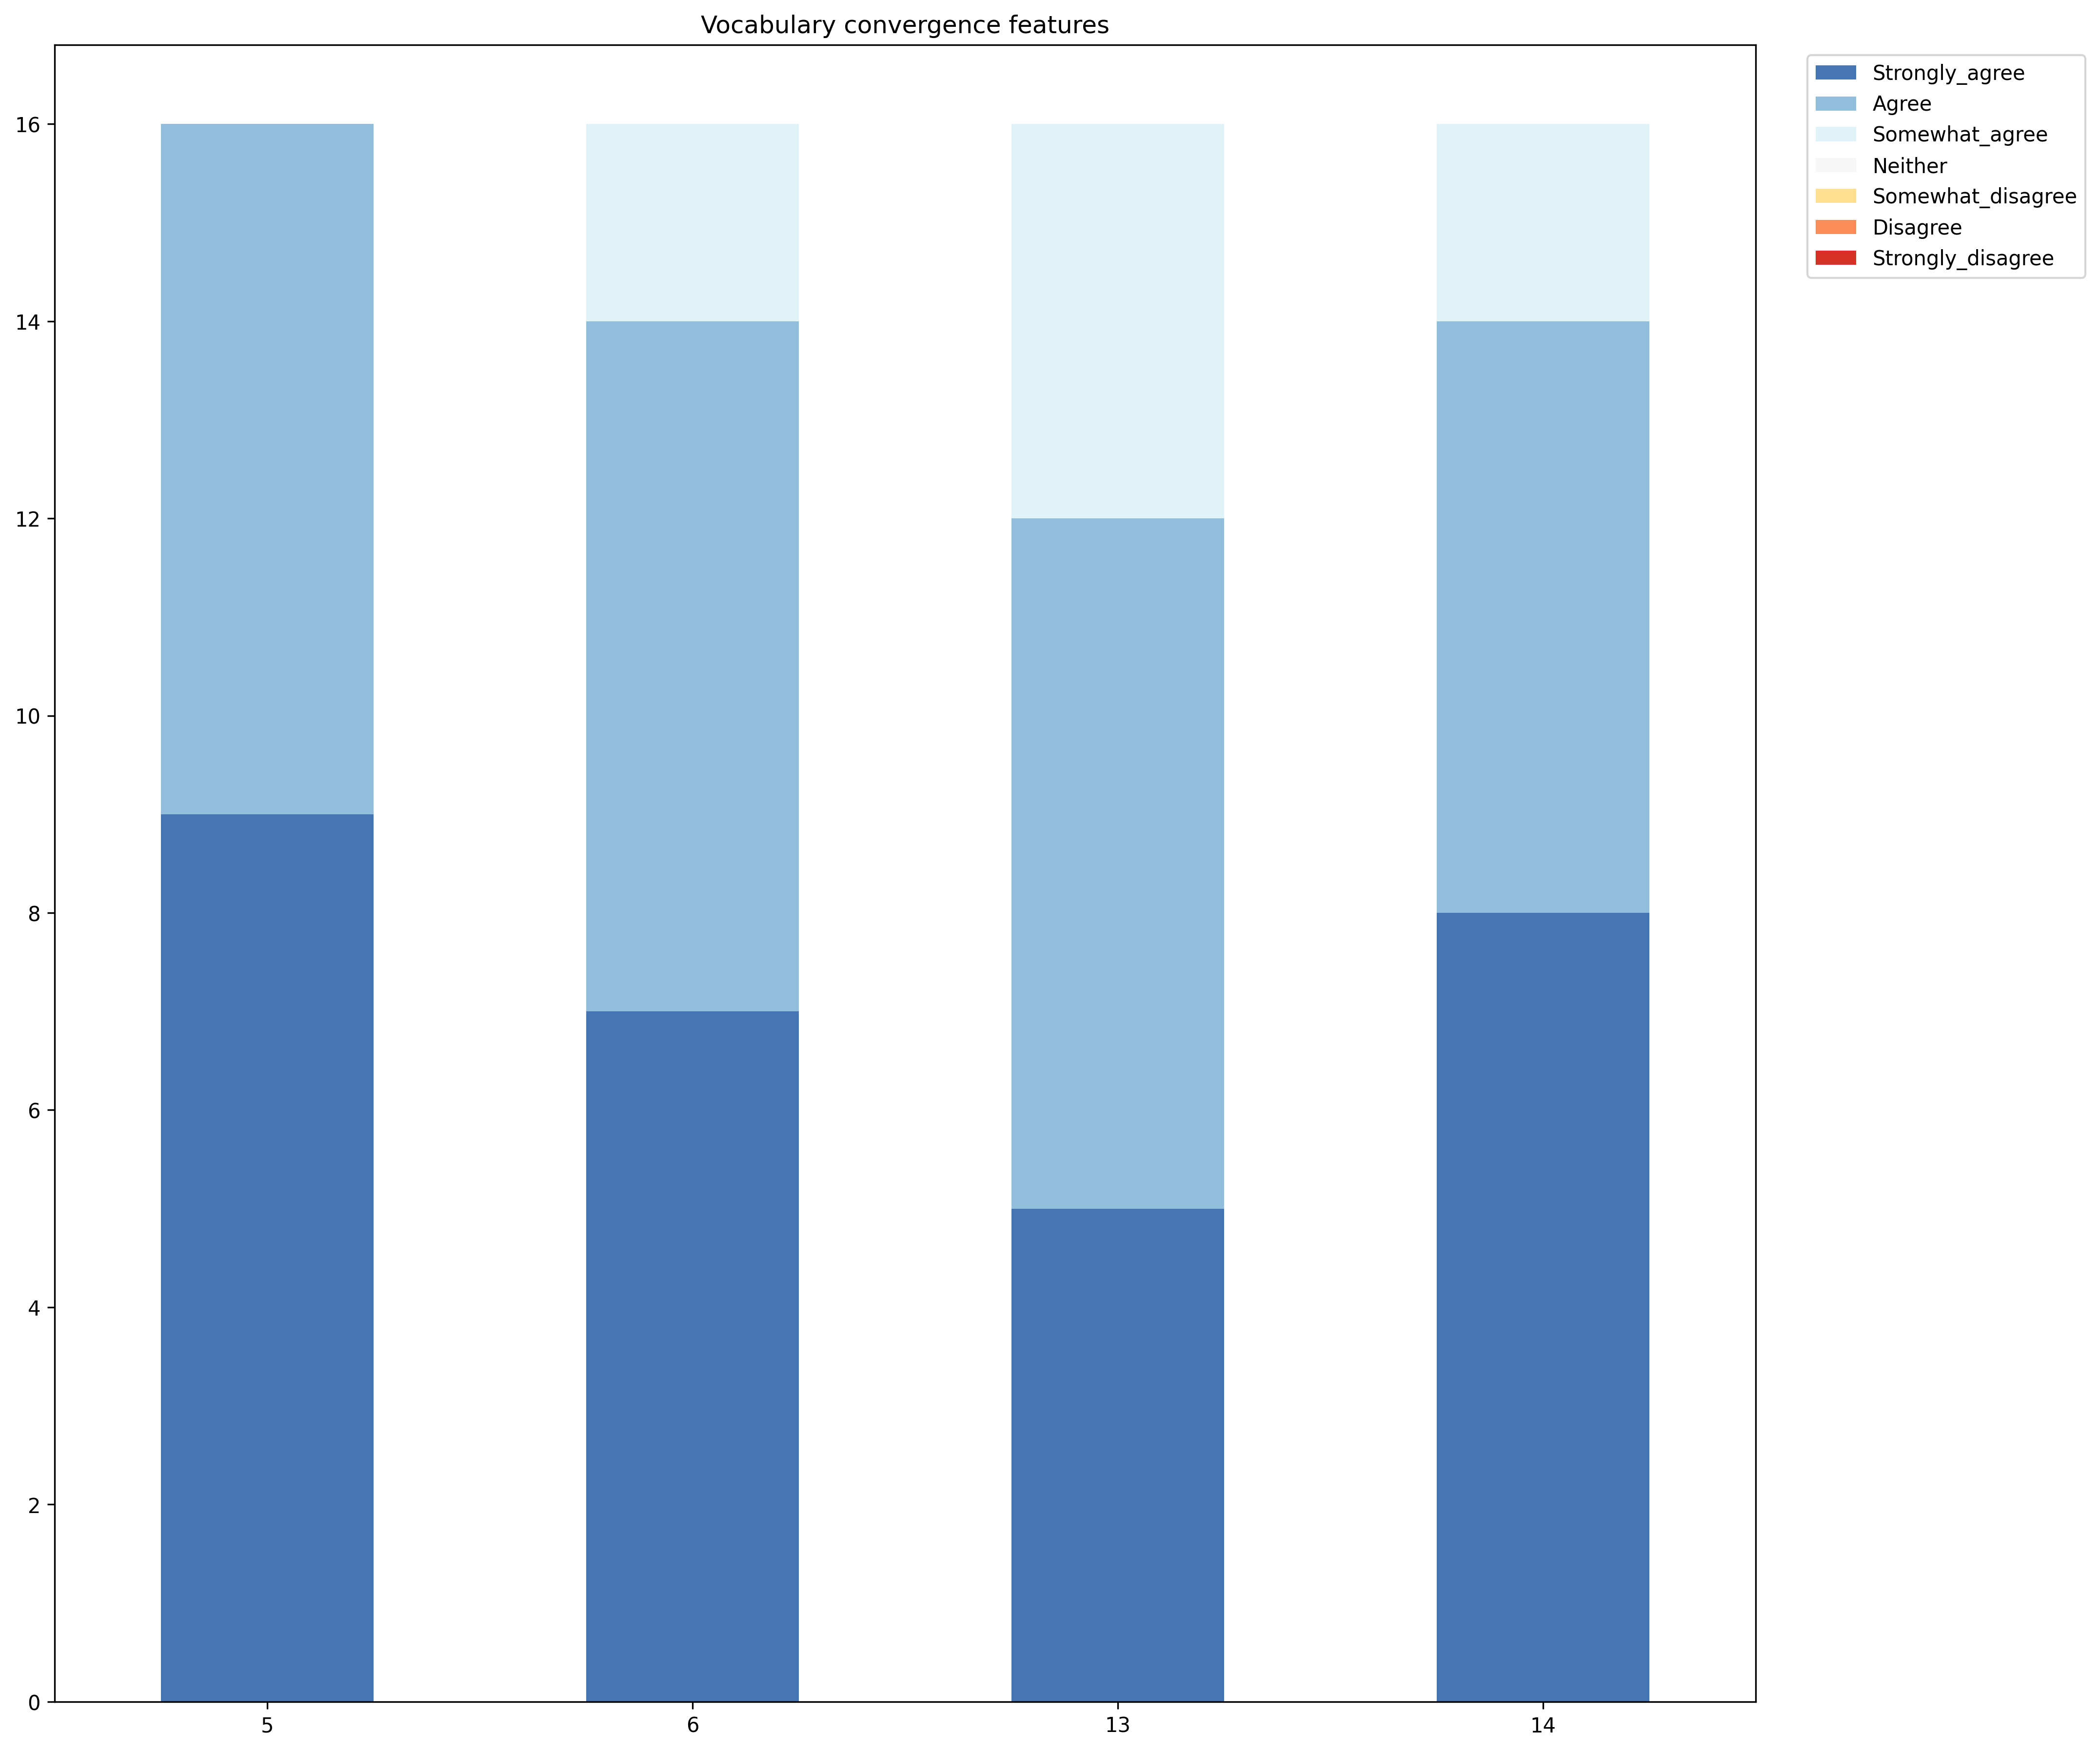 Vocabulary convergence features
Strongly_agree
Agree
Somewhat_agree
Neither
Somewhat_disagree
Disagree
Strongly_disagree
16
14
12
10
8
6
4
2
0
5 6 13 14